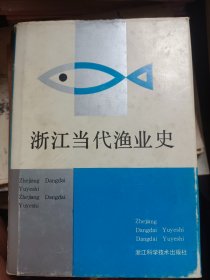 浙江当代渔业史
Zhejiang Dangdai
Yuyeshi
Zhejiang Dangdai
Yuyeshi
Zhejiang
Dangdai Yuyeshi
Dangdai Yuyeshi
浙江科学技术出版社